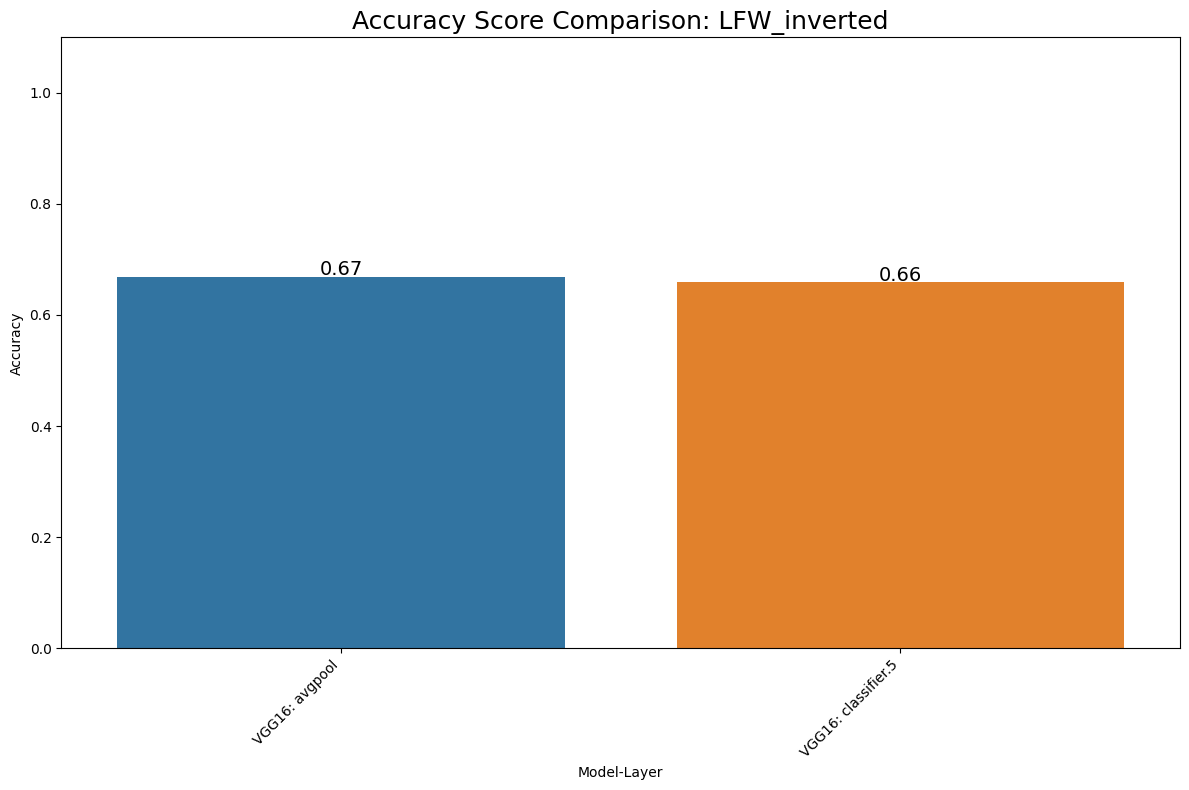 Accuracy Score Comparison: LFW_inverted
Accuracy
1.0
0.8
0.6
0.4
0.2
0.0
0.67
0.66
VGG16: avgpool
VGG16: classifier.5
Model-Layer